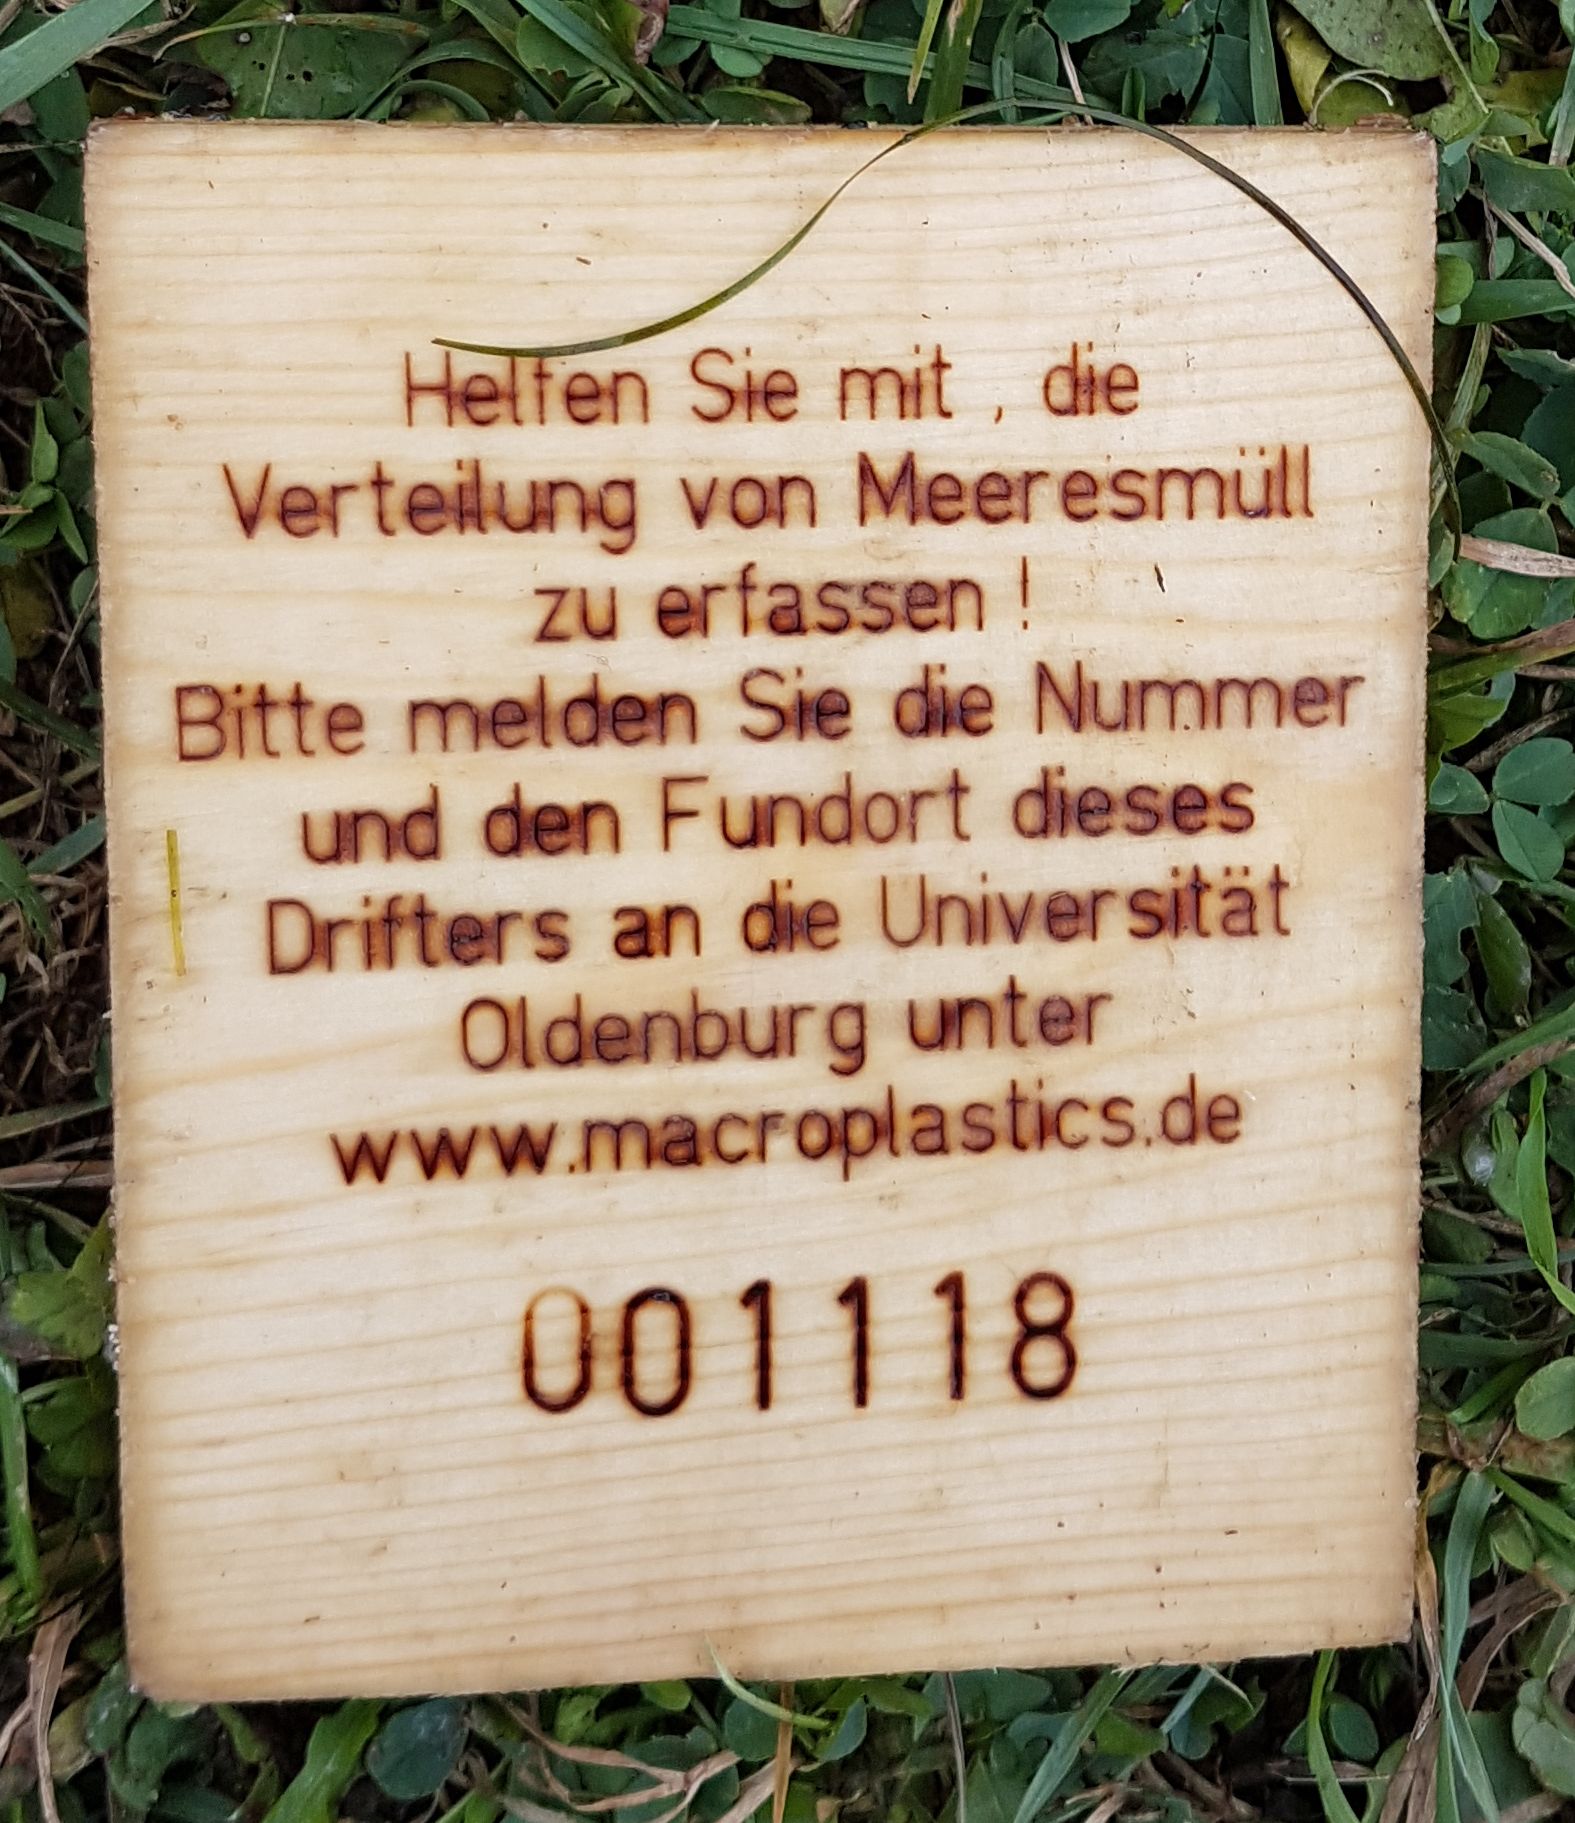 Helfen Sie mit , die
Verteilung von Meeresmüll
zu erfassen !
Bitte melden Sie die Nummer
und den Fundort dieses
Drifters an die Universität
Oldenburg unter
www.macroplastics.de
001118